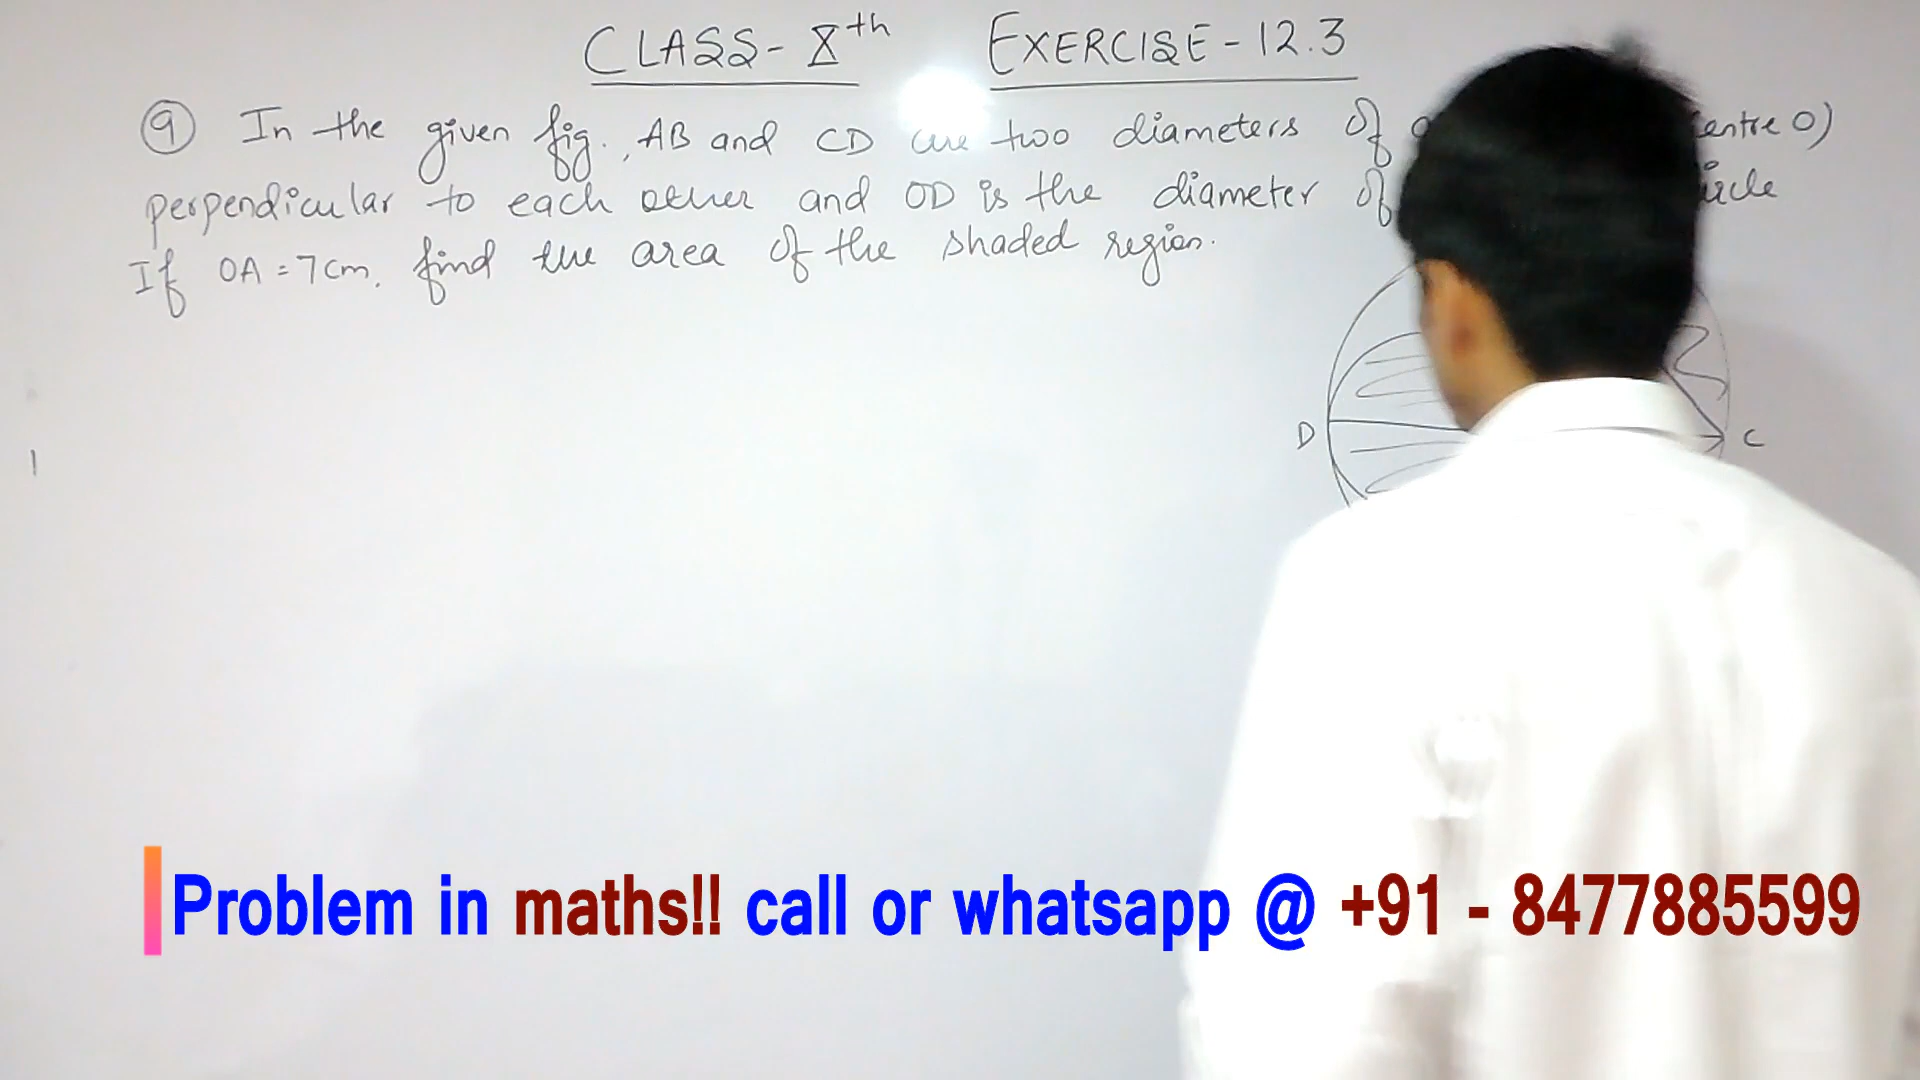 CLASS- Xth EXERCISE-12.3
9 In the given fig., AB and CD are two diameters of entre O)
perpendicular to each other and OD is the diameter of ircle
If OA = 7cm. find the area of the shaded region.
D
C
Problem in maths!! call or whatsapp @ +91 - 8477885599